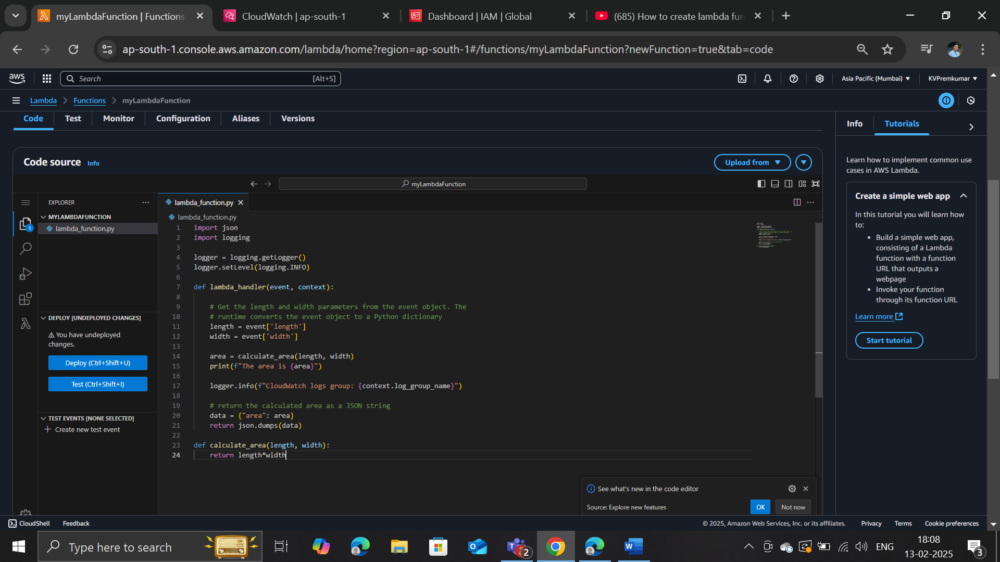 myLambdaFunction | Functions
CloudWatch | ap-south-1
Dashboard | IAM | Global
(685) How to create lambda fun
ap-south-1.console.aws.amazon.com/lambda/home?region=ap-south-1#/functions/myLambdaFunction?newFunction=true&tab=code
aws
Search
[Alt+S]
Asia Pacific (Mumbai)
KVPremkumar
Lambda
Functions
myLambdaFunction
Code
Test
Monitor
Configuration
Aliases
Versions
Info
Tutorials
Code source
Info
Upload from
myLambdaFunction
EXPLORER
MYLAMBDAFUNCTION
1
lambda_function.py
DEPLOY [UNDEPLOYED CHANGES]
You have undeployed
changes.
Deploy (Ctrl+Shift+U)
Test (Ctrl+Shift+I)
TEST EVENTS [NONE SELECTED]
Create new test event
lambda_function.py
lambda_function.py
1 import json
2 import logging
3
4 logger = logging.getLogger()
5 logger.setLevel(logging.INFO)
6
7 def lambda_handler(event, context):
8
9 # Get the length and width parameters from the event object. The
10 # runtime converts the event object to a Python dictionary
11 length = event['length']
12 width = event['width']
13
14 area = calculate_area(length, width)
15 print(f"The area is {area}")
16
17 logger.info(f"CloudWatch logs group: {context.log_group_name}")
18
19 # return the calculated area as a JSON string
20 data = {"area": area}
21 return json.dumps(data)
22
23 def calculate_area(length, width):
24 return length*width
Learn how to implement common use
cases in AWS Lambda.
Create a simple web app
In this tutorial you will learn how
to:
• Build a simple web app,
consisting of a Lambda
function with a function
URL that outputs a
webpage
• Invoke your function
through its function URL
Learn more
Start tutorial
See what's new in the code editor
Source: Explore new features
OK
Not now
CloudShell
Feedback
© 2025, Amazon Web Services, Inc. or its affiliates.
Privacy
Terms
Cookie preferences
Type here to search
2
ENG
18:08
13-02-2025
3